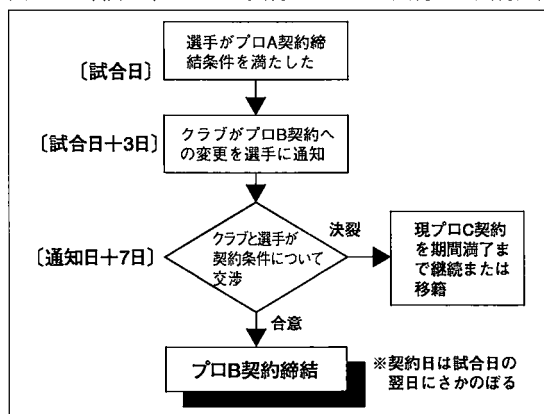 選手がプロA契約締
結条件を満たした
〔試合日〕
〔試合日＋3日〕
クラブがプロB契約へ
の変更を選手に通知
〔通知日＋7日〕
クラブと選手が
契約条件について
交渉
決裂
現プロC契約
を期間満了ま
で継続または
移籍
合意
プロB契約締結
※契約日は試合日の
翌日にさかのぼる